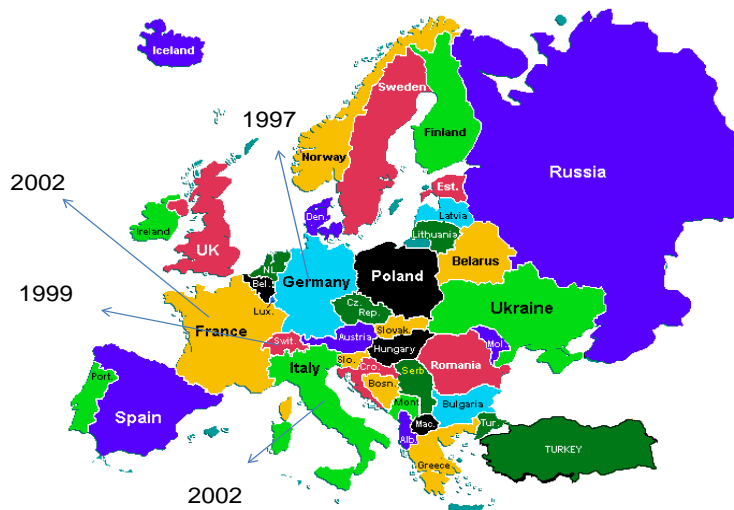 Iceland
Sweden
1997
Finland
Norway
Russia
2002
Est.
Den.
Latvia
Ireland
Lithuania
UK
Belarus
NL
Poland
Germany
Bel.
1999
Cz.
Rep.
Ukraine
Lux.
France
Slovak.
Austria
Swit.
Hungary
Mol
Slo.
Italy
Cro.
Romania
Serb
Port.
Bosn.
Mont
Bulgaria
Spain
Mac.
Tur.
Alb.
TURKEY
Greece
2002